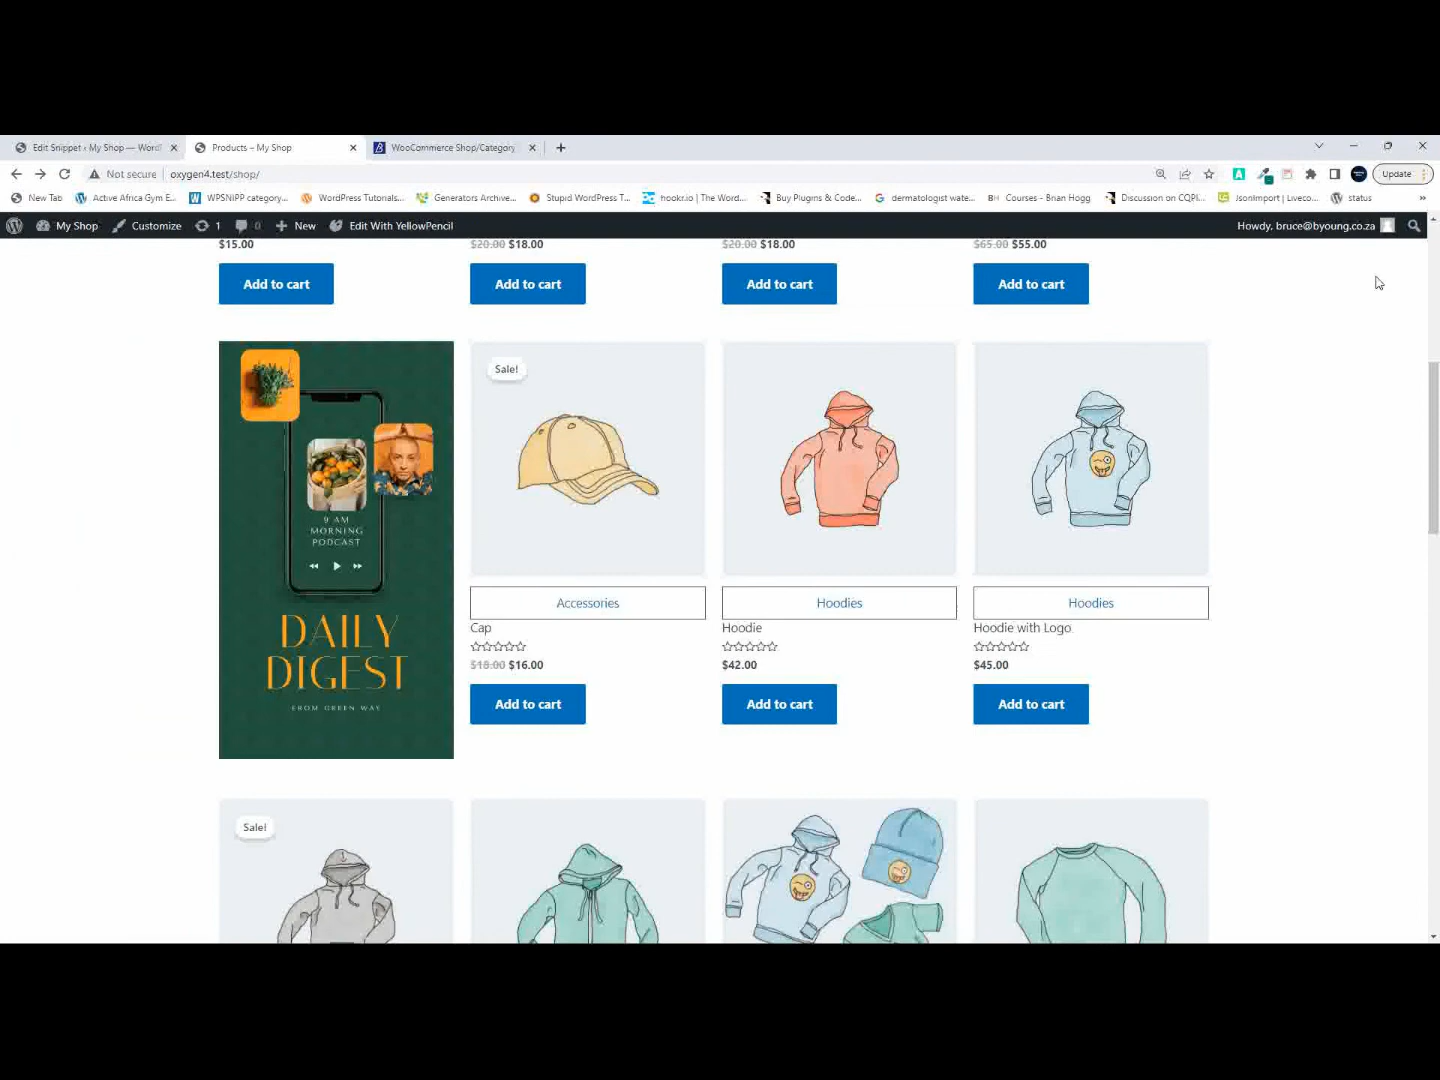 Edit Snippet ‹ My Shop — Word
Products – My Shop
WooCommerce Shop/Category
Not secure
oxygen4.test/shop/
Update
New Tab
Active Africa Gym E...
WPSNIPP category...
WordPress Tutorials...
Generators Archive...
Stupid WordPress T...
hookr.io | The Word...
Buy Plugins & Code...
dermatologist wate...
BH
Courses - Brian Hogg
Discussion on CQPI...
JsonImport | Liveco...
status
»
My Shop
Customize
1
0
New
Edit With YellowPencil
Howdy, bruce@byoung.co.za
$15.00
$20.00 $18.00
$20.00 $18.00
$65.00 $55.00
Add to cart
Add to cart
Add to cart
Add to cart
9 AM
MORNING
PODCAST
DAILY
DIGEST
FROM GREEN WAY
Sale!
Accessories
Hoodies
Hoodies
Cap
Hoodie
Hoodie with Logo
$18.00 $16.00
$42.00
$45.00
Add to cart
Add to cart
Add to cart
Sale!